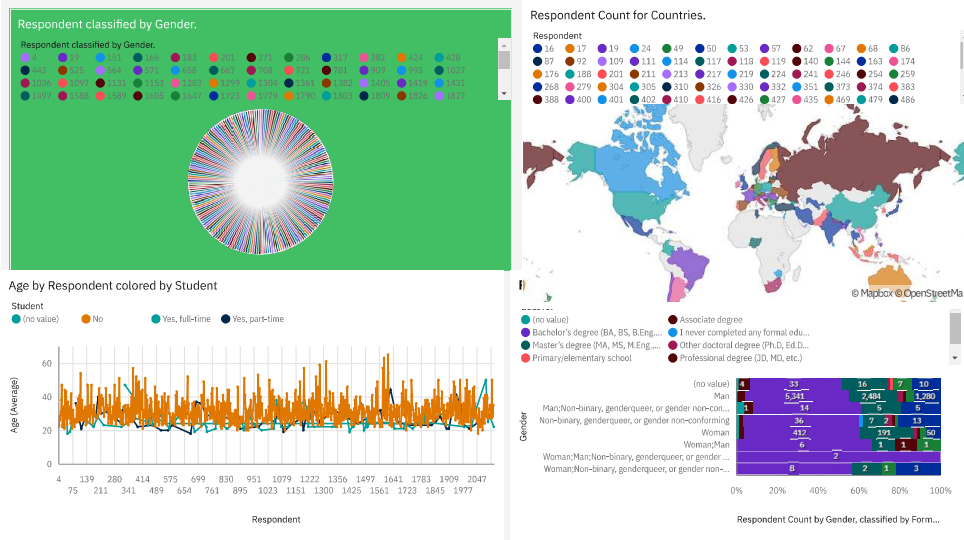 Respondent classified by Gender.
Respondent classified by Gender.
4 19 151 166 183 201 271 286 317 382 424 438
443 525 564 571 658 667 708 721 781 909 993 1027
1036 1097 1131 1153 1283 1299 1304 1361 1382 1405 1419 1431
1497 1588 1589 1605 1647 1723 1779 1790 1803 1809 1826 1827
Respondent Count for Countries.
Respondent
16 17 19 24 49 50 53 57 62 67 68 86
87 92 109 111 114 117 118 119 140 144 163 174
176 188 201 211 213 217 219 224 241 246 254 259
268 279 304 305 310 326 330 332 351 373 374 383
388 400 401 402 410 416 426 427 435 469 479 486
© Mapbox © OpenStreetMa
Age by Respondent colored by Student
Student
(no value) No Yes, full-time Yes, part-time
Age (Average)
60
40
20
0
4 139 280 414 575 699 830 951 1079 1177 1351 1487 1641 1778 1909 2047
75 211 341 489 634 761 895 1023 1156 1300 1425 1561 1723 1845 1977
Respondent
(no value) Associate degree
Bachelor's degree (BA, BS, B.Eng.,... I never completed any formal edu...
Master's degree (MA, MS, M.Eng.,... Other doctoral degree (Ph.D, Ed.D...
Primary/elementary school Professional degree (JD, MD, etc.)
Gender
(no value) 4 33 16 7 10
Man 5,341 2,484 1,280
Man;Non-binary, genderqueer, or gender non-con... 1 14 5 5
Non-binary, genderqueer, or gender non-conforming 36 7 2 13
Woman 412 191 50
Woman;Man 6 1 1 1
Woman;Man;Non-binary, genderqueer, or gender ... 2
Woman;Non-binary, genderqueer, or gender non-... 8 2 1 3
0% 20% 40% 60% 80% 100%
Respondent Count by Gender, classified by Form...